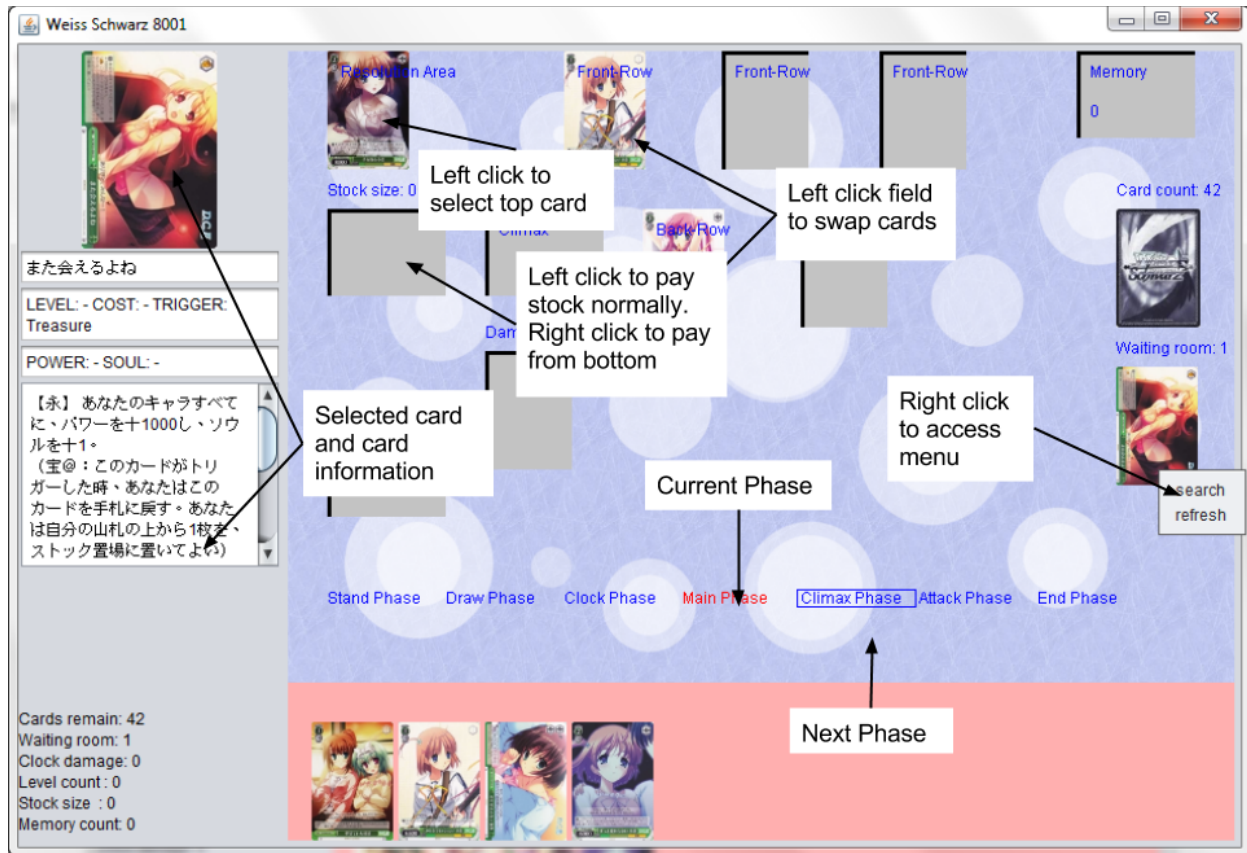 Weiss Schwarz 8001
Resolution Area
Front-Row
Front-Row
Front-Row
Memory
0
Left click to
select top card
Left click field
to swap cards
Stock size: 0
Card count: 42
Climax
Back-Row
Schwarz
また会えるよね
LEVEL: - COST: - TRIGGER:
Treasure
POWER: - SOUL: -
Left click to pay
stock normally.
Right click to pay
from bottom
Dam
Waiting room: 1
【永】 あなたのキャラすべて
に、パワーを＋1000し、ソウ
ルを＋1。
（宝@：このカードがトリ
ガーした時、あなたはこの
カードを手札に戻す。あなた
は自分の山札の上から1枚を、
ストック置場に置いてよい）
Selected card
and card
information
Right click
to access
menu
search
refresh
Current Phase
Stand Phase Draw Phase Clock Phase Main Phase Climax Phase Attack Phase End Phase
Next Phase
Cards remain: 42
Waiting room: 1
Clock damage: 0
Level count : 0
Stock size : 0
Memory count: 0